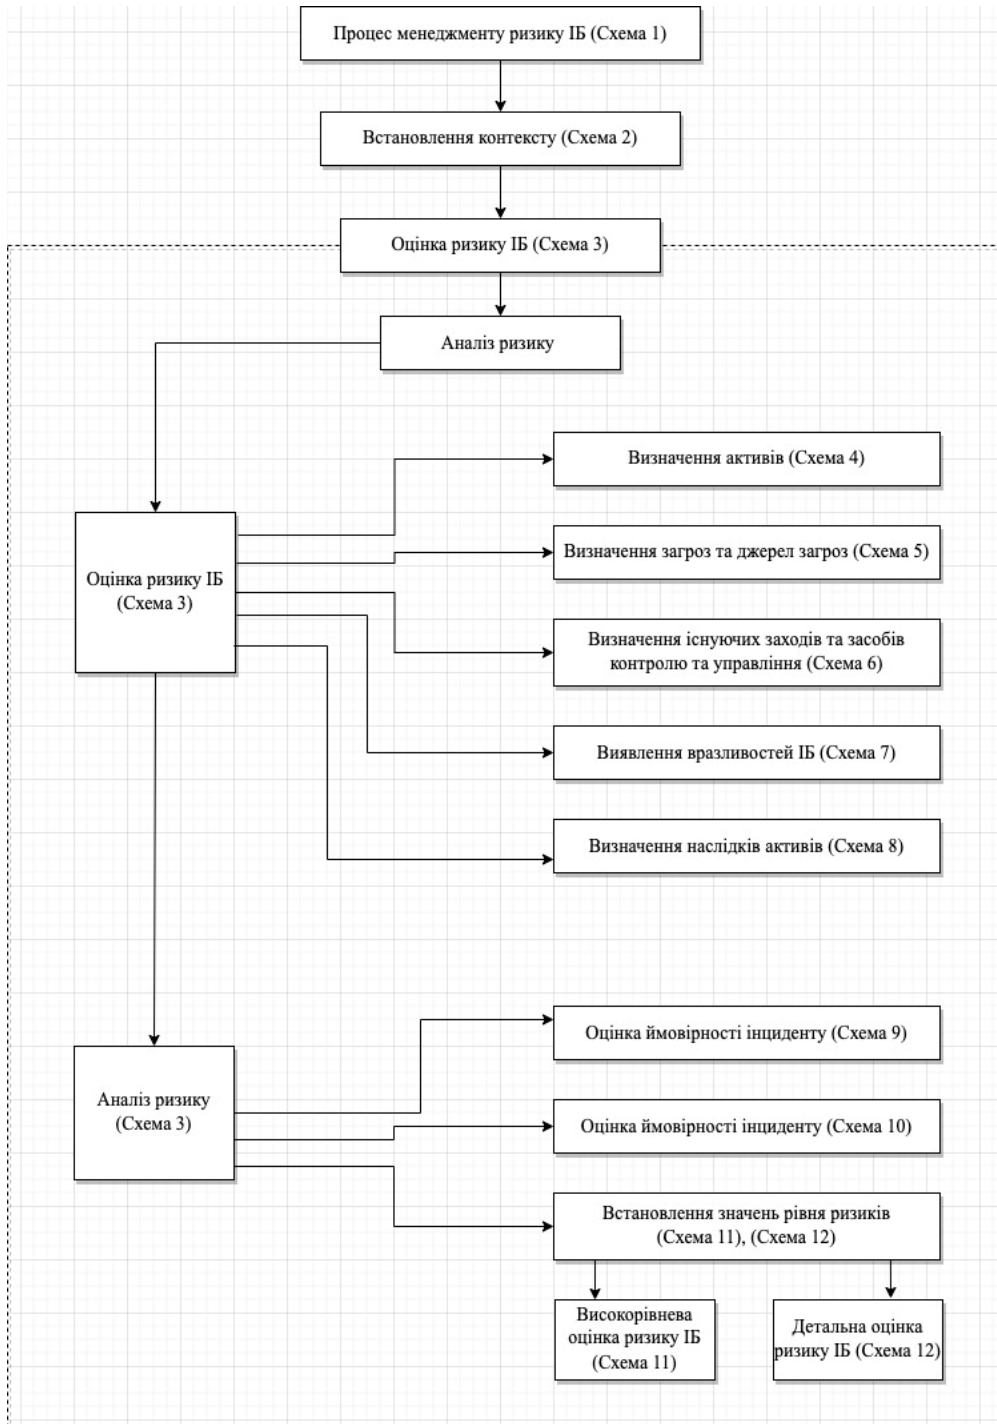 Процес менеджменту ризику ІБ (Схема 1)
Встановлення контексту (Схема 2)
Оцінка ризику ІБ (Схема 3)
Аналіз ризику
Визначення активів (Схема 4)
Визначення загроз та джерел загроз (Схема 5)
Оцінка ризику ІБ
(Схема 3)
Визначення існуючих заходів та засобів
контролю та управління (Схема 6)
Виявлення вразливостей ІБ (Схема 7)
Визначення наслідків активів (Схема 8)
Оцінка ймовірності інциденту (Схема 9)
Аналіз ризику
(Схема 3)
Оцінка ймовірності інциденту (Схема 10)
Встановлення значень рівня ризиків
(Схема 11), (Схема 12)
Високорівнева
оцінка ризику ІБ
(Схема 11)
Детальна оцінка
ризику ІБ (Схема 12)